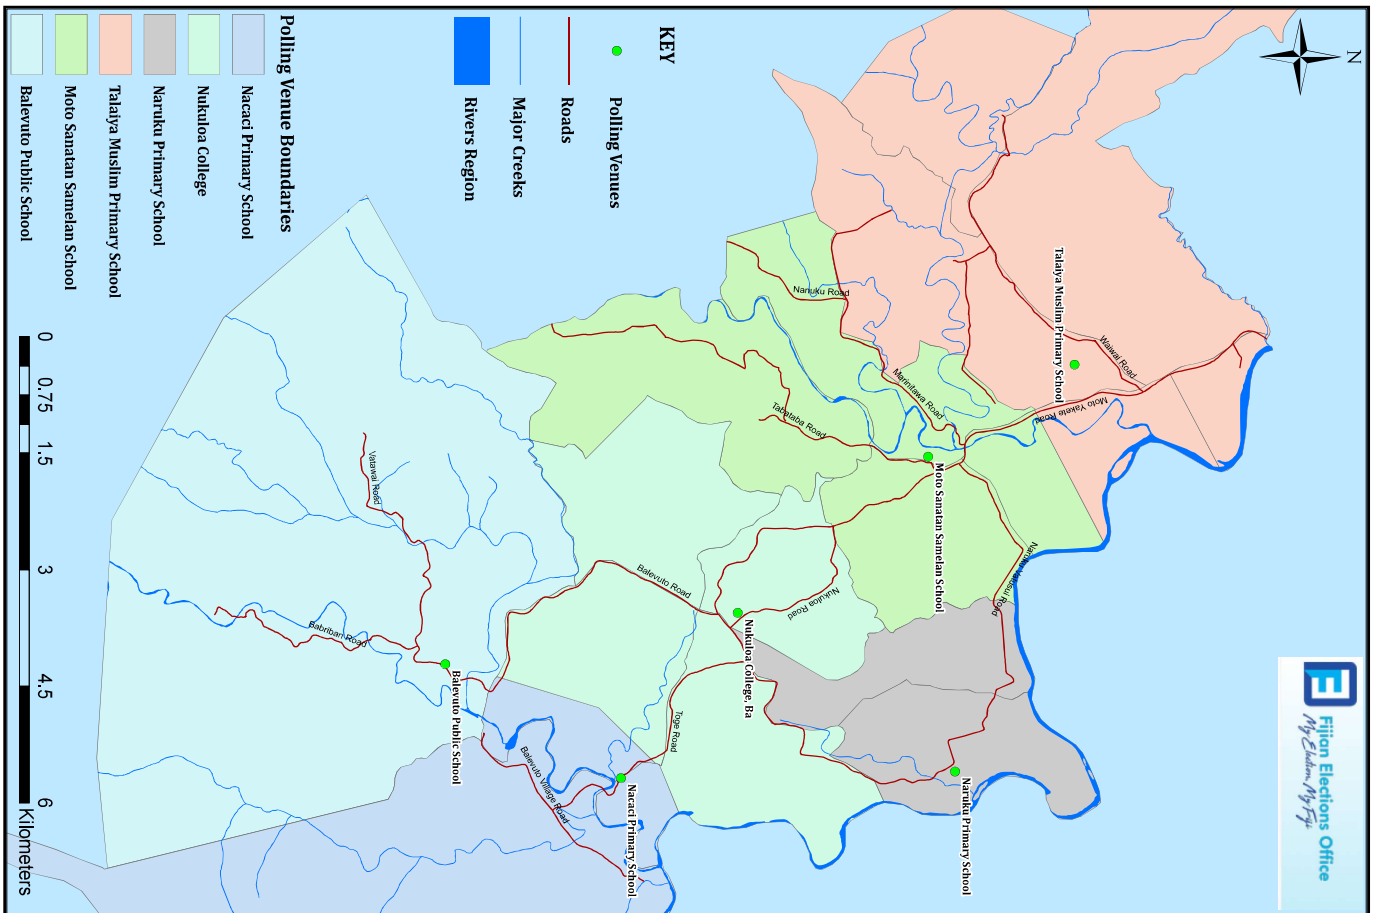 N
KEY
Polling Venues
Roads
Major Creeks
Rivers Region
Polling Venue Boundaries
Nacaci Primary School
Nukuloa College
Naruku Primary School
Talaiya Muslim Primary School
Moto Sanatan Samelan School
Balevuto Public School
0 0.75 1.5 3 4.5 6
Kilometers
Fijian Elections Office
My Election, My Fiji
Talaiya Muslim Primary School
Waiwai Road
Moto Yakete Road
Nanuku Road
Merinitawa Road
Tabataba Road
Moto Sanatan Samelan School
Vatawai Road
Balevuto Road
Nukuloa Road
Nukuloa College, Ba
Babriban Road
Balevuto Public School
Toge Road
Balevuto Village Road
Nacaci Primary School
Naruku Primary School